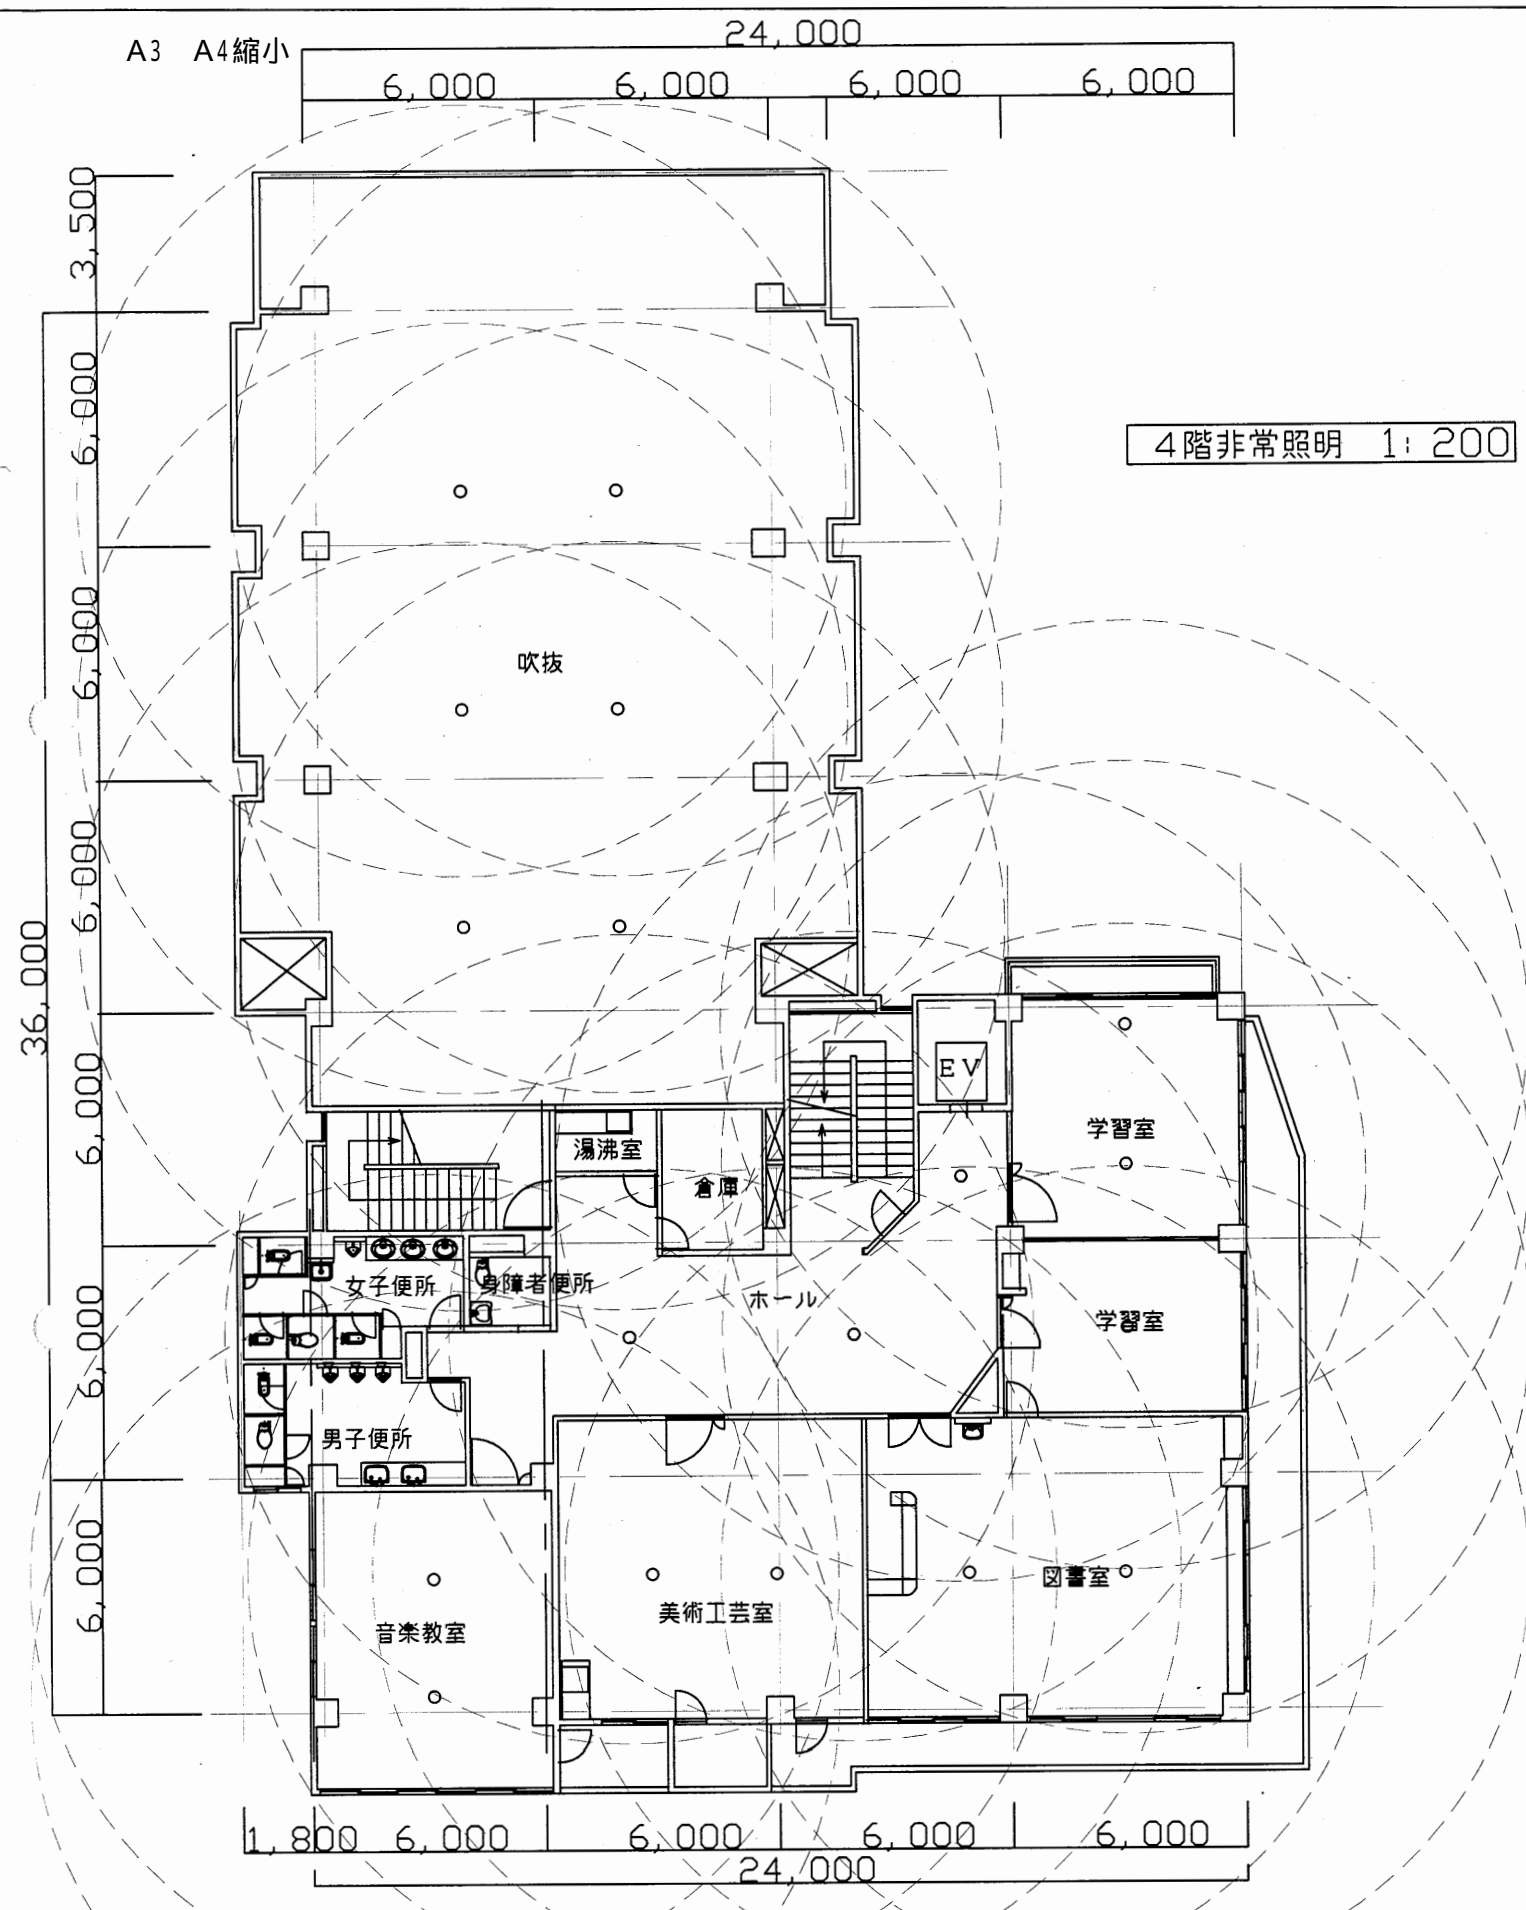 A3 A4縮小
24,000
6,000 6,000 6,000 6,000
3,500
6,000
6,000
6,000
6,000
6,000
6,000
36,000
4階非常照明 1:200
吹抜
EV
学習室
湯沸室
倉庫
女子便所
身障者便所
ホール
学習室
男子便所
図書室
美術工芸室
音楽教室
1,800 6,000 6,000 6,000 6,000
24,000